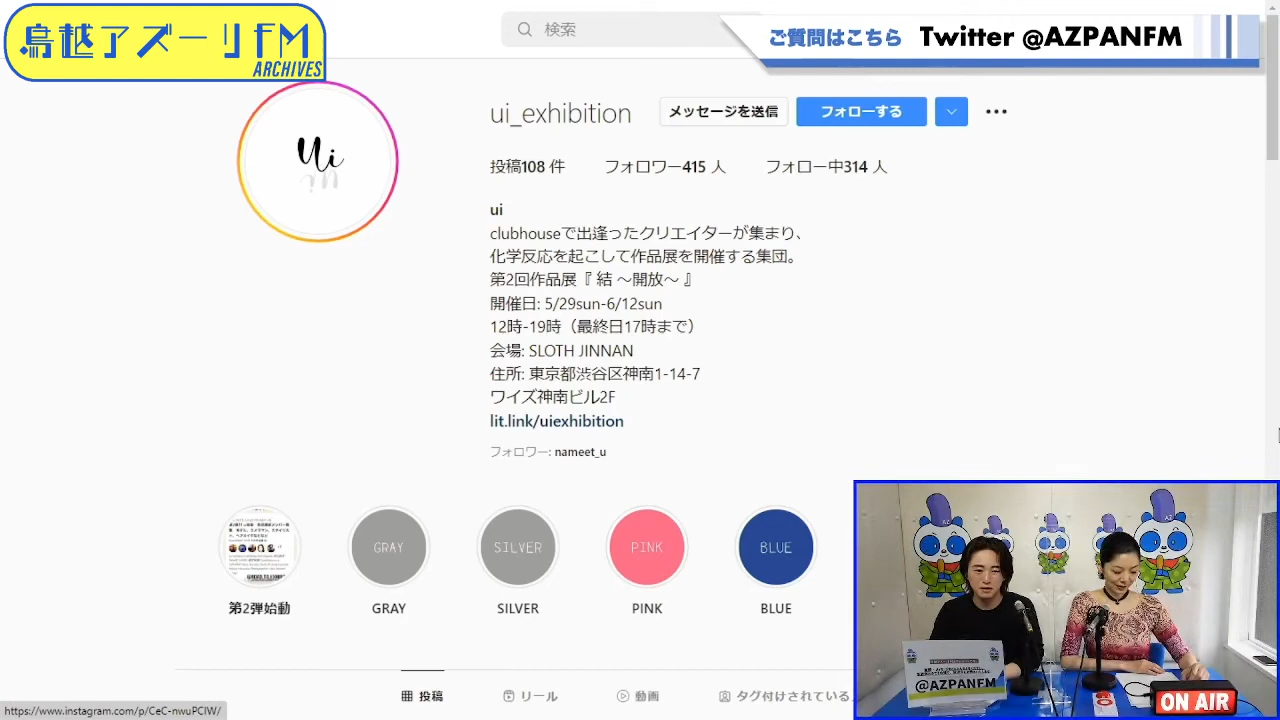 鳥越アズーリFM
ARCHIVES
検索
ご質問はこちら Twitter @AZPANFM
ui_exhibition
メッセージを送信
フォローする
投稿108 件 フォロワー415 人 フォロー中314 人
Ui
ui
clubhouseで出逢ったクリエイターが集まり、
化学反応を起こして作品展を開催する集団。
第2回作品展『 結 〜開放〜 』
開催日: 5/29sun-6/12sun
12時-19時（最終日17時まで）
会場: SLOTH JINNAN
住所: 東京都渋谷区神南1-14-7
ワイズ神南ビル2F
lit.link/uiexhibition
フォロワー: nameet_u
GRAY
SILVER
PINK
BLUE
第2弾始動
GRAY
SILVER
PINK
BLUE
投稿
リール
動画
タグ付けされている
@AZPANFM
ON AIR
https://www.instagram.com/p/CeC-nwuPCIW/